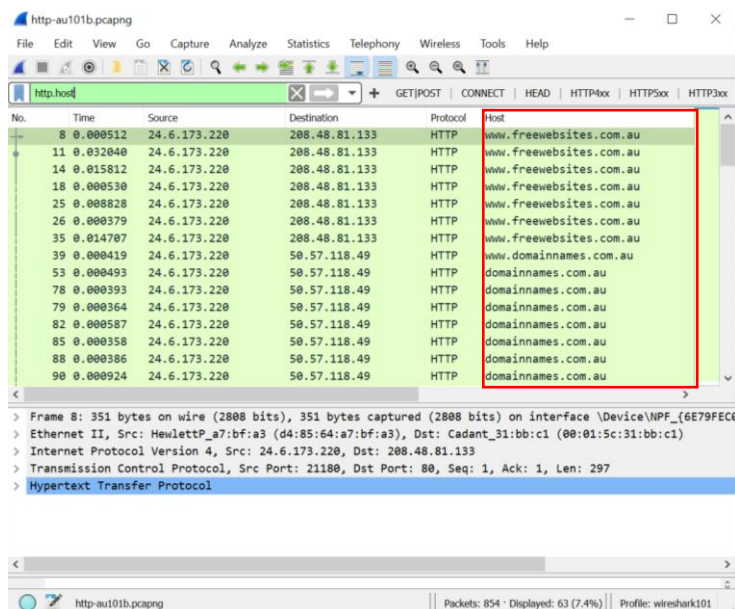 http-au101b.pcapng
File Edit View Go Capture Analyze Statistics Telephony Wireless Tools Help
http.host GET|POST | CONNECT | HEAD | HTTP4xx | HTTP5xx | HTTP3xx
No. Time Source Destination Protocol Host
8 0.000512 24.6.173.220 208.48.81.133 HTTP www.freewebsites.com.au
11 0.032040 24.6.173.220 208.48.81.133 HTTP www.freewebsites.com.au
14 0.015812 24.6.173.220 208.48.81.133 HTTP www.freewebsites.com.au
18 0.000530 24.6.173.220 208.48.81.133 HTTP www.freewebsites.com.au
25 0.008828 24.6.173.220 208.48.81.133 HTTP www.freewebsites.com.au
26 0.000379 24.6.173.220 208.48.81.133 HTTP www.freewebsites.com.au
35 0.014707 24.6.173.220 208.48.81.133 HTTP www.freewebsites.com.au
39 0.000419 24.6.173.220 50.57.118.49 HTTP www.domainnames.com.au
53 0.000493 24.6.173.220 50.57.118.49 HTTP domainnames.com.au
78 0.000393 24.6.173.220 50.57.118.49 HTTP domainnames.com.au
79 0.000364 24.6.173.220 50.57.118.49 HTTP domainnames.com.au
82 0.000587 24.6.173.220 50.57.118.49 HTTP domainnames.com.au
85 0.000358 24.6.173.220 50.57.118.49 HTTP domainnames.com.au
88 0.000386 24.6.173.220 50.57.118.49 HTTP domainnames.com.au
90 0.000924 24.6.173.220 50.57.118.49 HTTP domainnames.com.au
Frame 8: 351 bytes on wire (2808 bits), 351 bytes captured (2808 bits) on interface \Device\NPF_{6E79FEC0
Ethernet II, Src: HewlettP_a7:bf:a3 (d4:85:64:a7:bf:a3), Dst: Cadant_31:bb:c1 (00:01:5c:31:bb:c1)
Internet Protocol Version 4, Src: 24.6.173.220, Dst: 208.48.81.133
Transmission Control Protocol, Src Port: 21180, Dst Port: 80, Seq: 1, Ack: 1, Len: 297
Hypertext Transfer Protocol
http-au101b.pcapng Packets: 854 · Displayed: 63 (7.4%) Profile: wireshark101